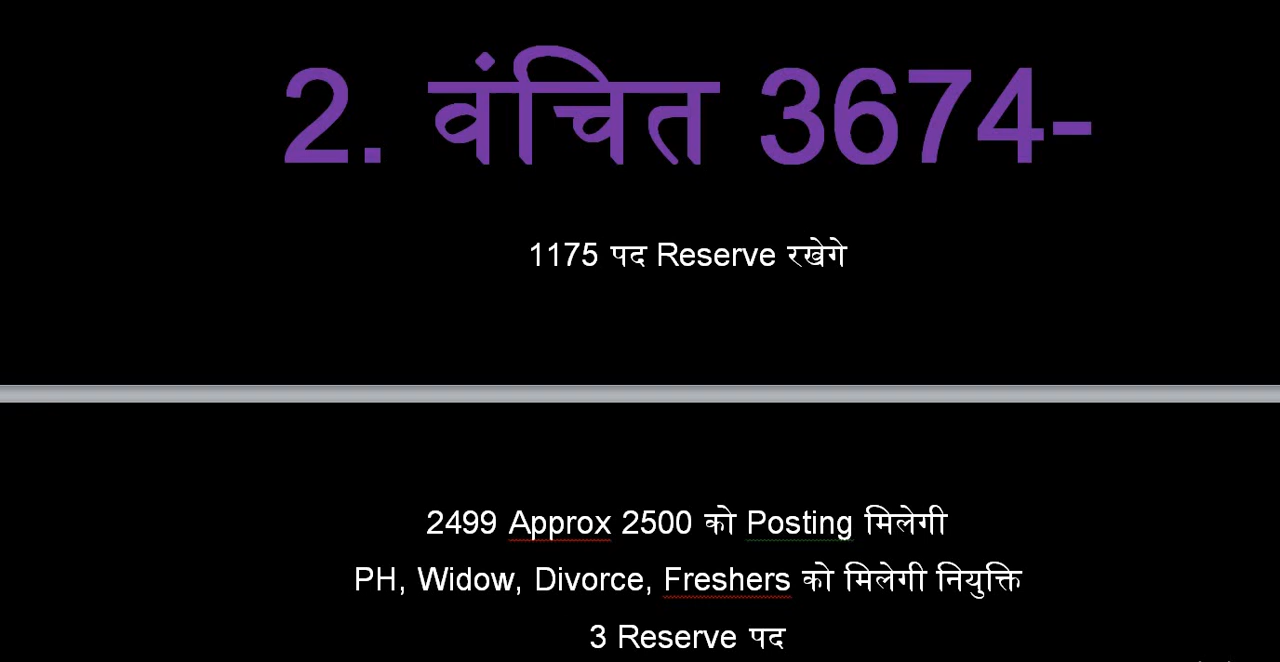 2. वंचित 3674-
1175 पद Reserve रखेगे
2499 Approx 2500 को Posting मिलेगी
PH, Widow, Divorce, Freshers को मिलेगी नियुक्ति
3 Reserve पद